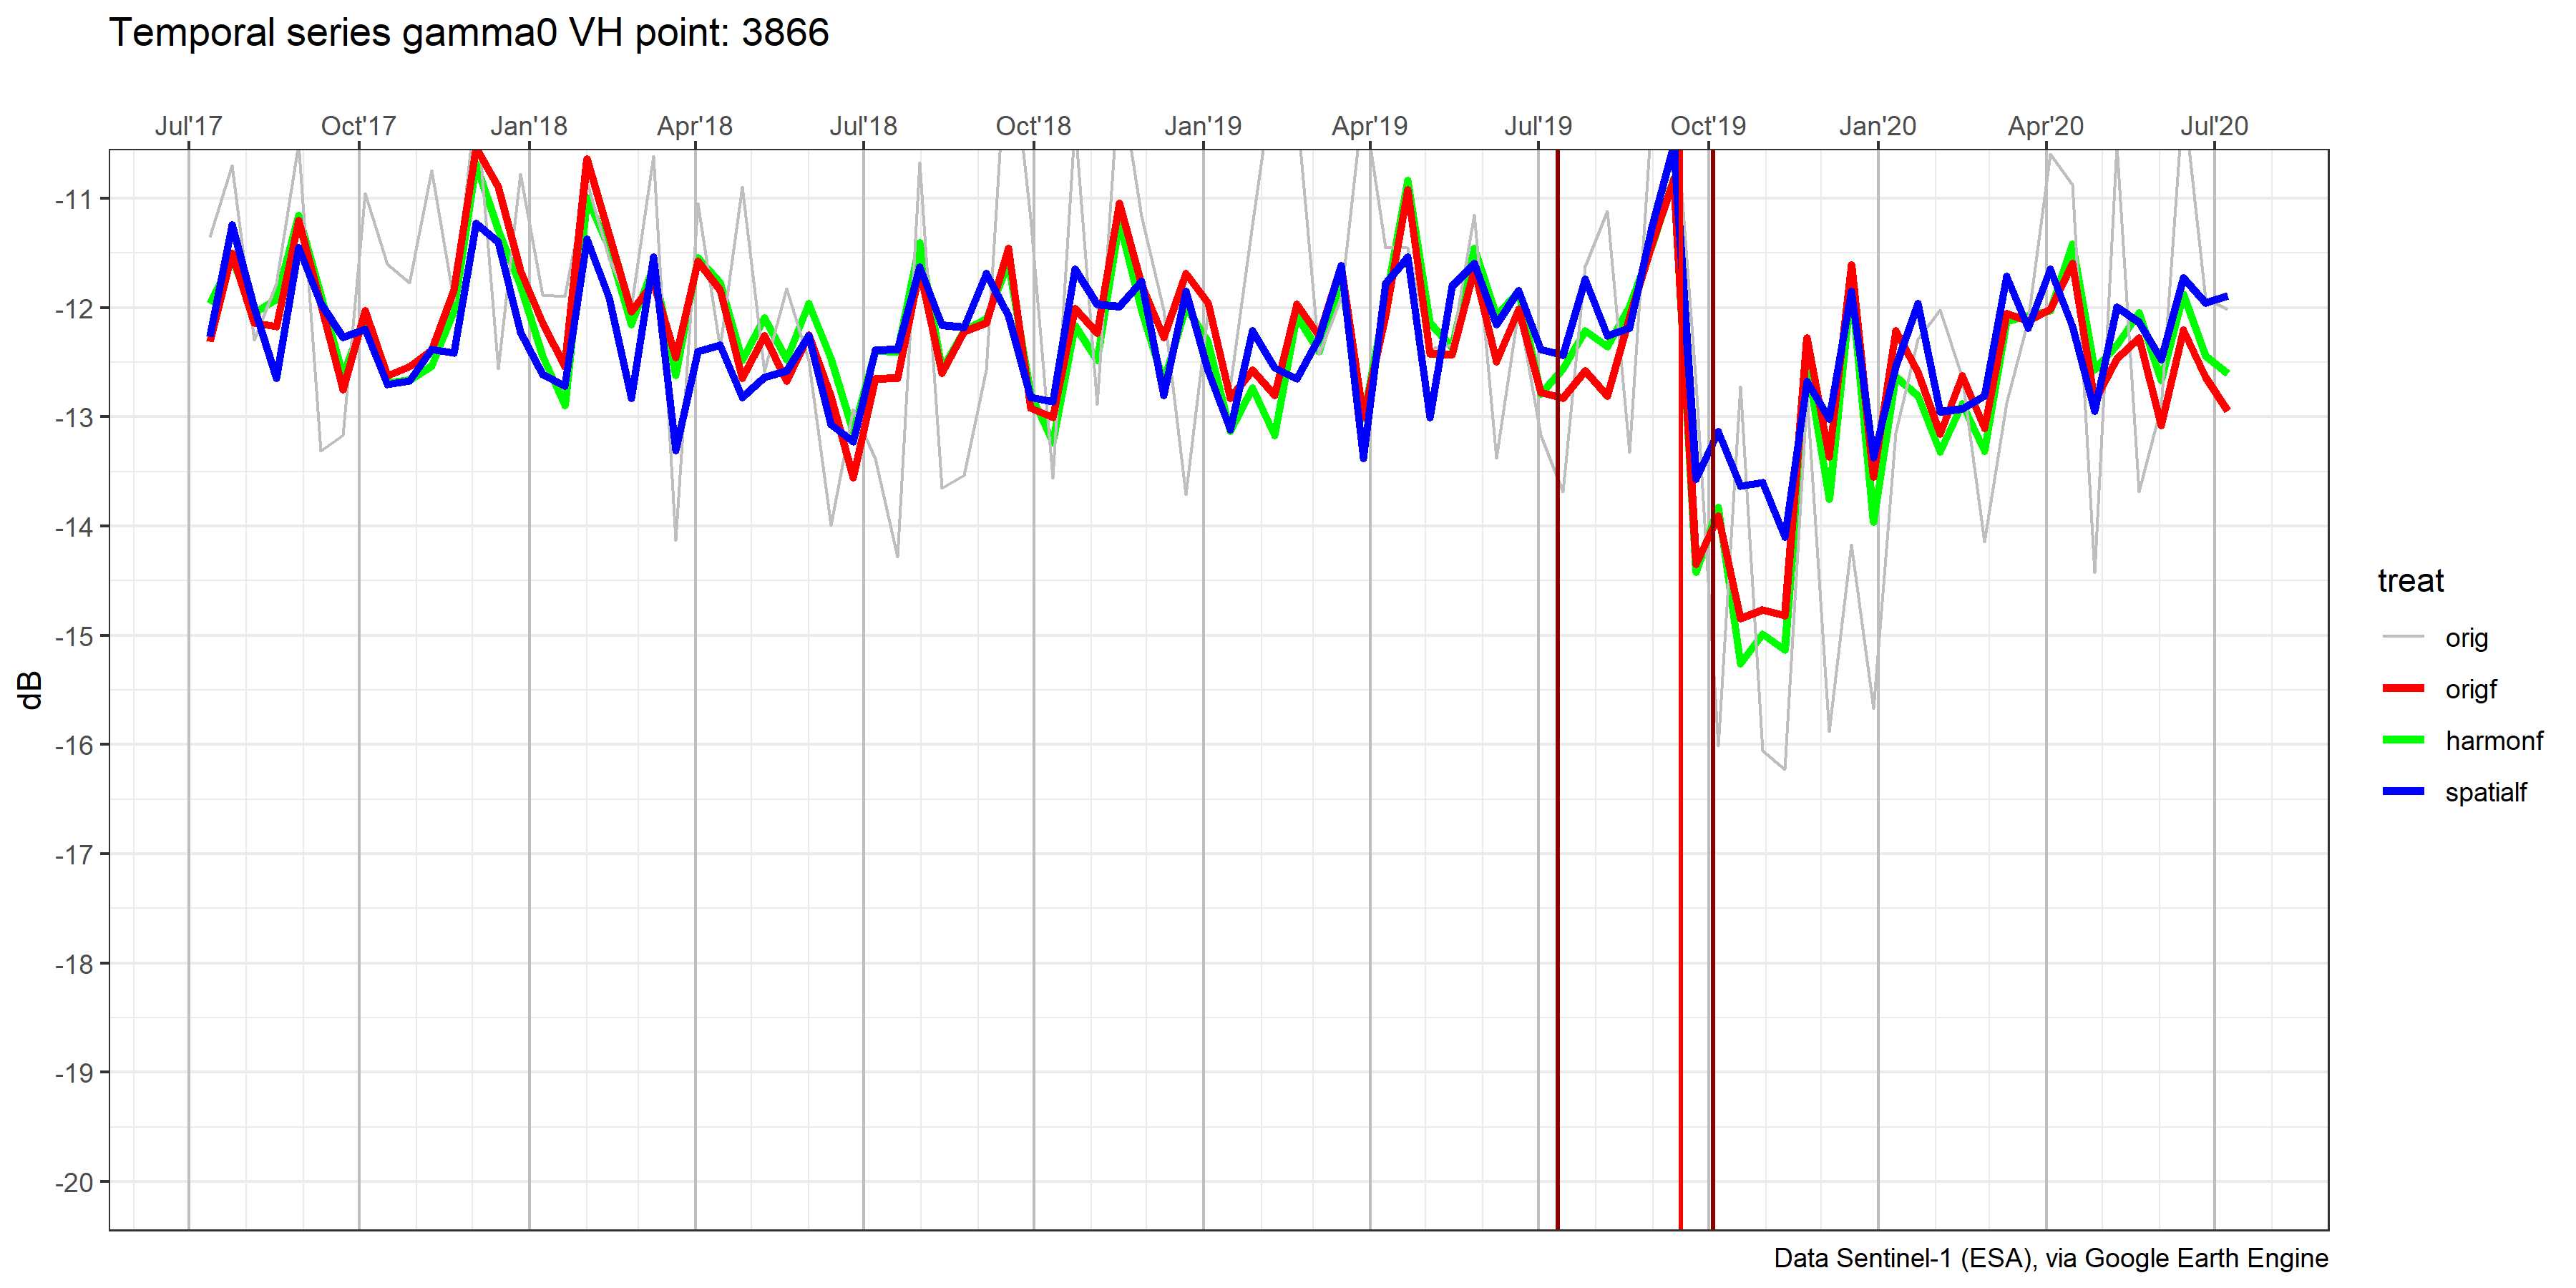 Temporal series gamma0 VH point: 3866
Jul'17 Oct'17 Jan'18 Apr'18 Jul'18 Oct'18 Jan'19 Apr'19 Jul'19 Oct'19 Jan'20 Apr'20 Jul'20
-11
-12
-13
-14
-15
-16
-17
-18
-19
-20
dB
treat
orig
origf
harmonf
spatialf
Data Sentinel-1 (ESA), via Google Earth Engine